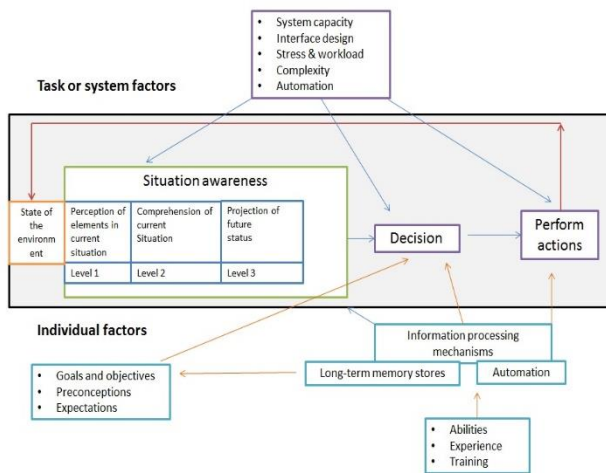 • System capacity
• Interface design
• Stress & workload
• Complexity
• Automation
Task or system factors
Situation awareness
State of
the
environm
ent
Perception of
elements in
current
situation
Level 1
Comprehension of
current
Situation
Level 2
Projection of
future
status
Level 3
Decision
Perform
actions
Individual factors
Information processing
mechanisms
Long-term memory stores
Automation
• Goals and objectives
• Preconceptions
• Expectations
• Abilities
• Experience
• Training